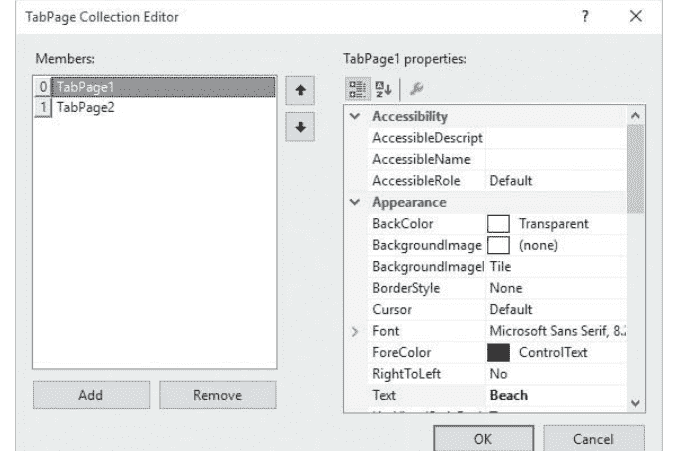 TabPage Collection Editor
Members:
0 TabPage1
1 TabPage2
Add
Remove
TabPage1 properties:
Accessibility
AccessibleDescript
AccessibleName
AccessibleRole Default
Appearance
BackColor Transparent
BackgroundImage (none)
BackgroundImagel Tile
BorderStyle None
Cursor Default
Font Microsoft Sans Serif, 8.
ForeColor ControlText
RightToLeft No
Text Beach
OK
Cancel